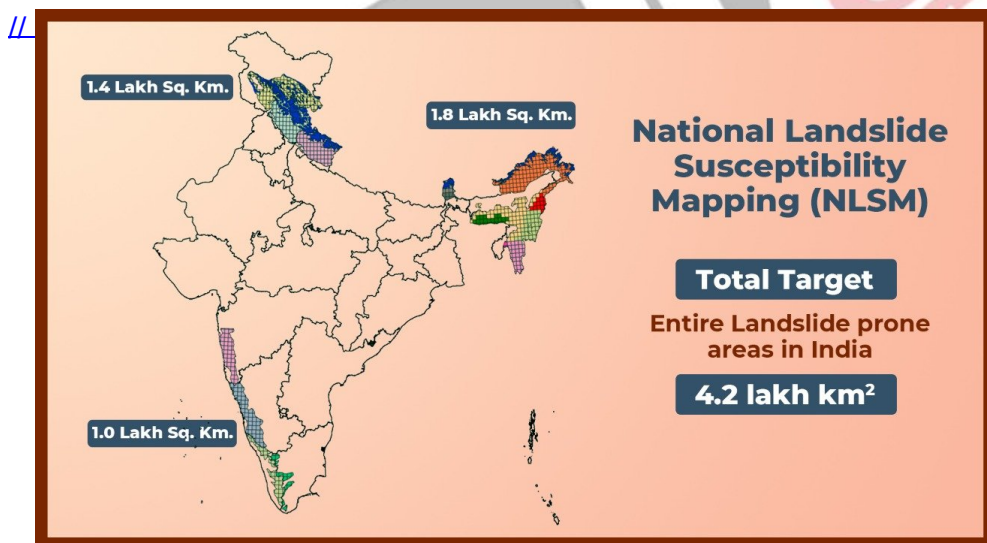 //
1.4 Lakh Sq. Km.
1.8 Lakh Sq. Km.
National Landslide
Susceptibility
Mapping (NLSM)
Total Target
Entire Landslide prone
areas in India
4.2 lakh km²
1.0 Lakh Sq. Km.